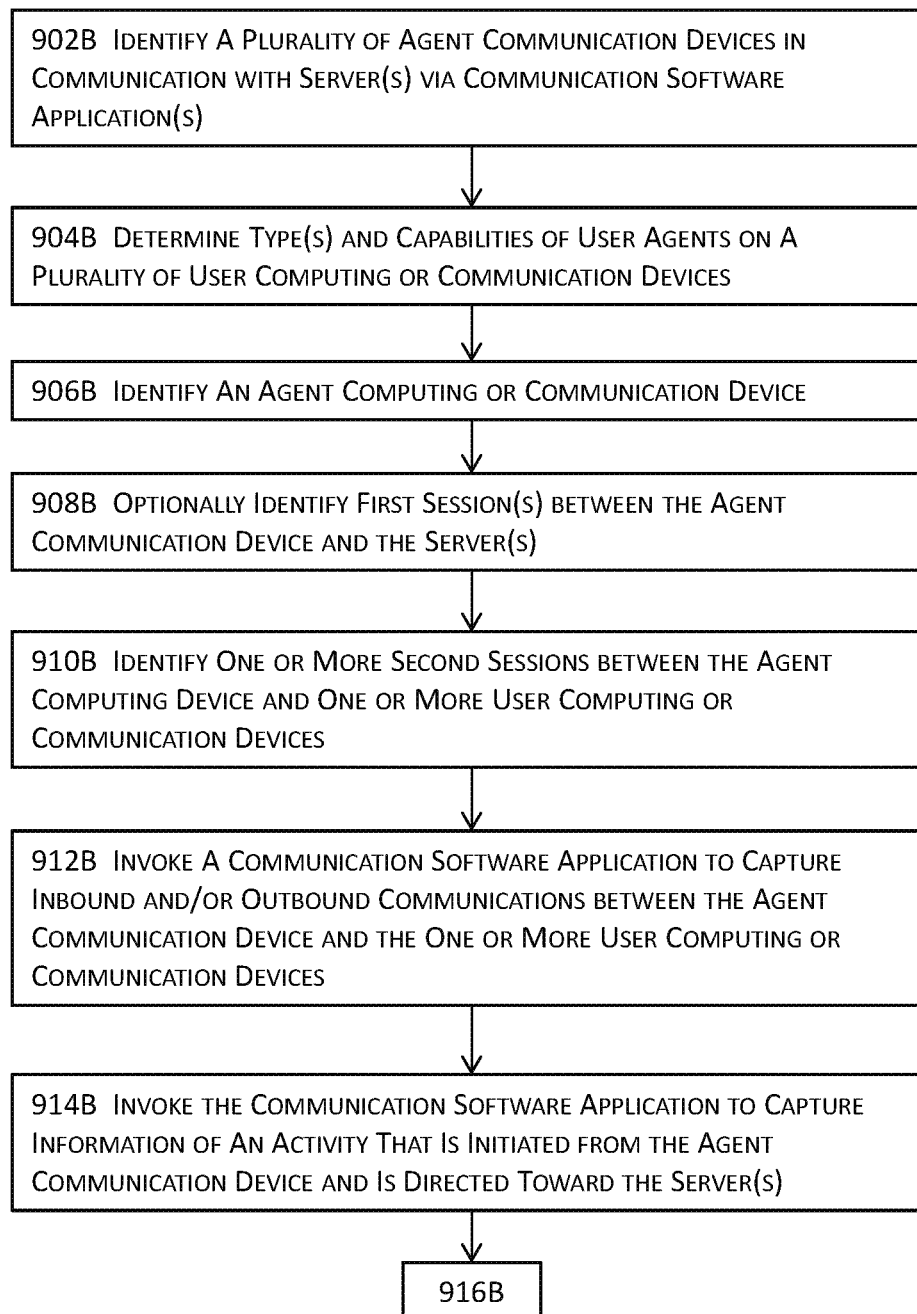 902B IDENTIFY A PLURALITY OF AGENT COMMUNICATION DEVICES IN
COMMUNICATION WITH SERVER(S) VIA COMMUNICATION SOFTWARE
APPLICATION(S)
904B DETERMINE TYPE(S) AND CAPABILITIES OF USER AGENTS ON A
PLURALITY OF USER COMPUTING OR COMMUNICATION DEVICES
906B IDENTIFY AN AGENT COMPUTING OR COMMUNICATION DEVICE
908B OPTIONALLY IDENTIFY FIRST SESSION(S) BETWEEN THE AGENT
COMMUNICATION DEVICE AND THE SERVER(S)
910B IDENTIFY ONE OR MORE SECOND SESSIONS BETWEEN THE AGENT
COMPUTING DEVICE AND ONE OR MORE USER COMPUTING OR
COMMUNICATION DEVICES
912B INVOKE A COMMUNICATION SOFTWARE APPLICATION TO CAPTURE
INBOUND AND/OR OUTBOUND COMMUNICATIONS BETWEEN THE AGENT
COMMUNICATION DEVICE AND THE ONE OR MORE USER COMPUTING OR
COMMUNICATION DEVICES
914B INVOKE THE COMMUNICATION SOFTWARE APPLICATION TO CAPTURE
INFORMATION OF AN ACTIVITY THAT IS INITIATED FROM THE AGENT
COMMUNICATION DEVICE AND IS DIRECTED TOWARD THE SERVER(S)
916B